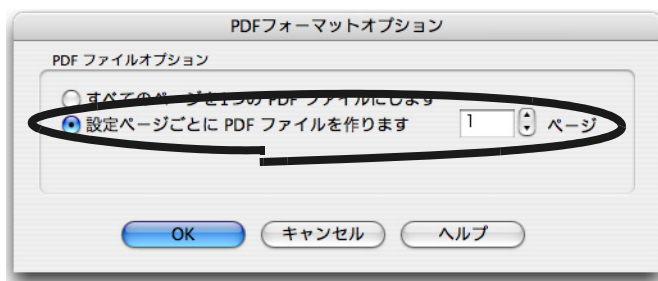 PDFフォーマットオプション
PDF ファイルオプション
すべてのページを1つの PDF ファイルにします
設定ページごとに PDF ファイルを作ります 1 ページ
OK キャンセル ヘルプ